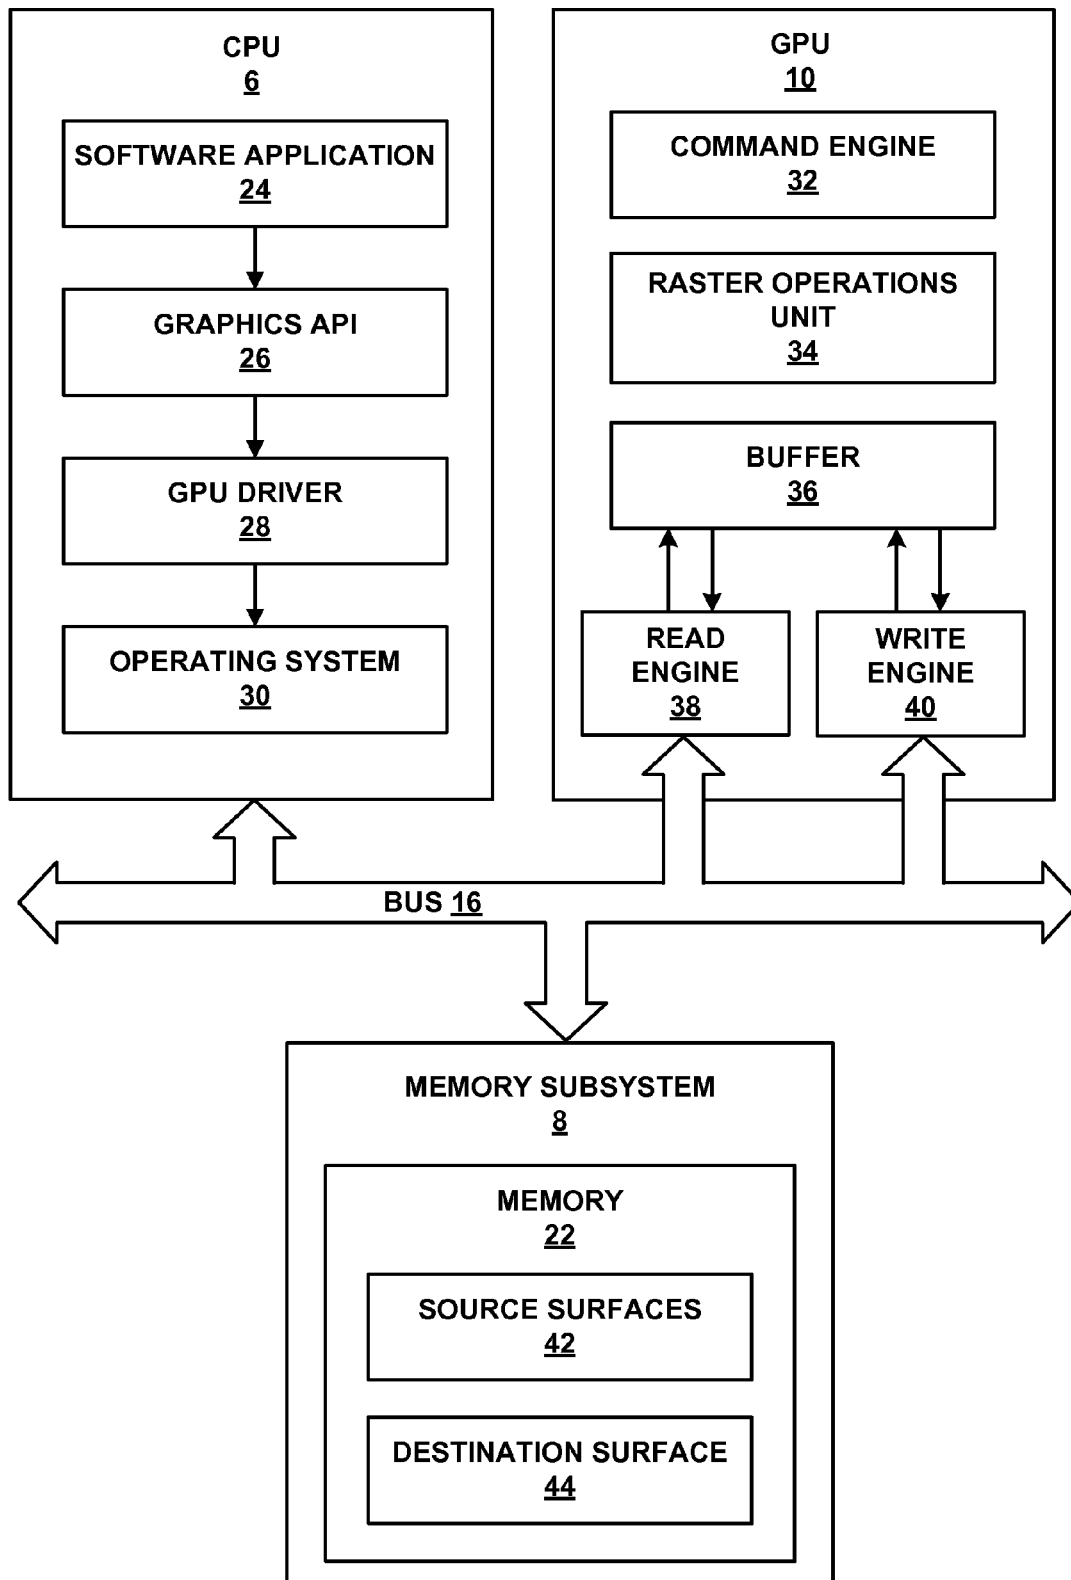 CPU
6
SOFTWARE APPLICATION
24
GRAPHICS API
26
GPU DRIVER
28
OPERATING SYSTEM
30
GPU
10
COMMAND ENGINE
32
RASTER OPERATIONS
UNIT
34
BUFFER
36
READ
ENGINE
38
WRITE
ENGINE
40
BUS 16
MEMORY SUBSYSTEM
8
MEMORY
22
SOURCE SURFACES
42
DESTINATION SURFACE
44